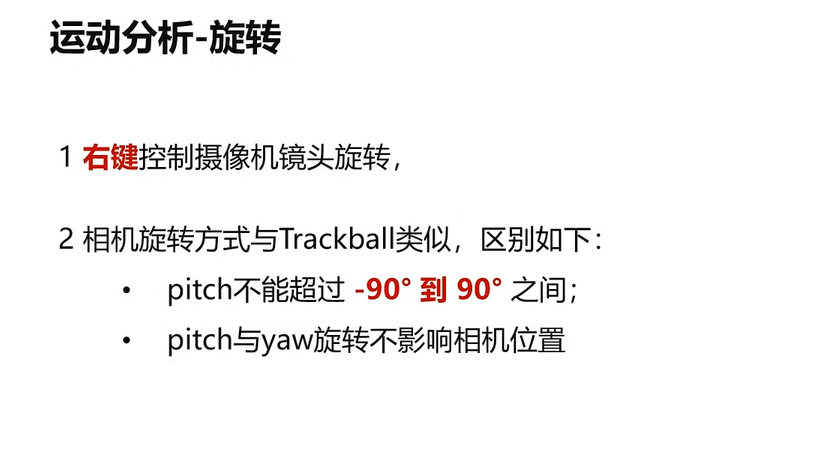 运动分析-旋转
1 右键控制摄像机镜头旋转，
2 相机旋转方式与Trackball类似，区别如下：
• pitch不能超过 -90° 到 90° 之间；
• pitch与yaw旋转不影响相机位置